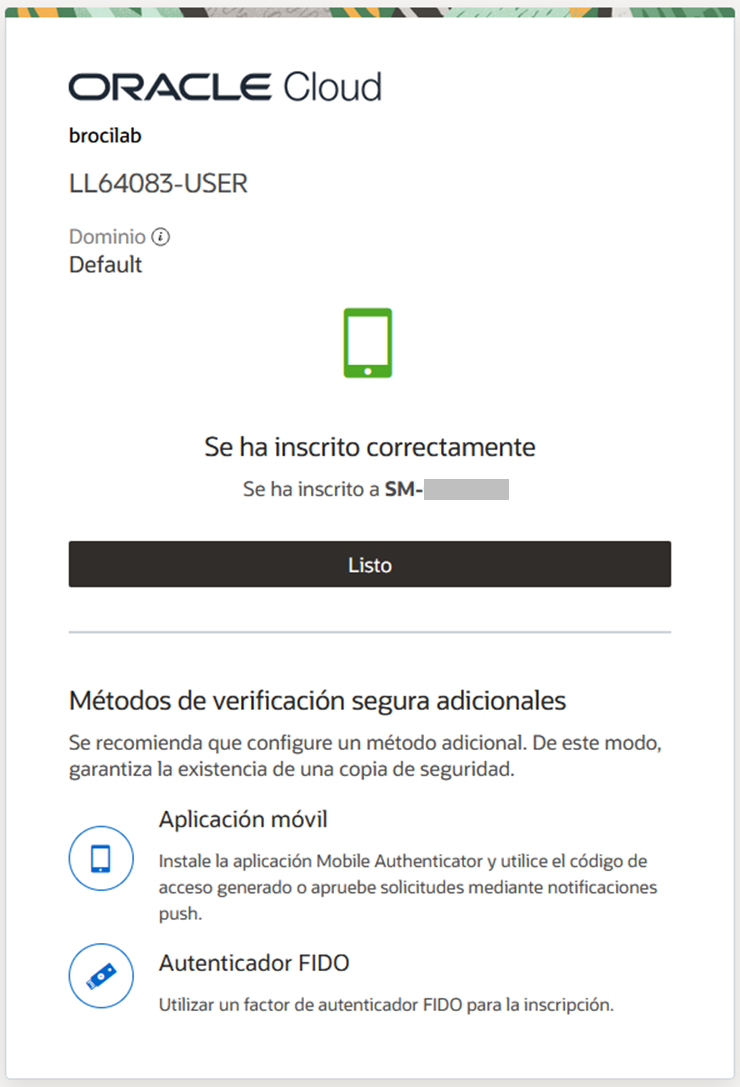 ORACLE Cloud
brocilab
LL64083-USER
Dominio
Default
Se ha inscrito correctamente
Se ha inscrito a SM-
Listo
Métodos de verificación segura adicionales
Se recomienda que configure un método adicional. De este modo,
garantiza la existencia de una copia de seguridad.
Aplicación móvil
Instale la aplicación Mobile Authenticator y utilice el código de
acceso generado o apruebe solicitudes mediante notificaciones
push.
Autenticador FIDO
Utilizar un factor de autenticador FIDO para la inscripción.